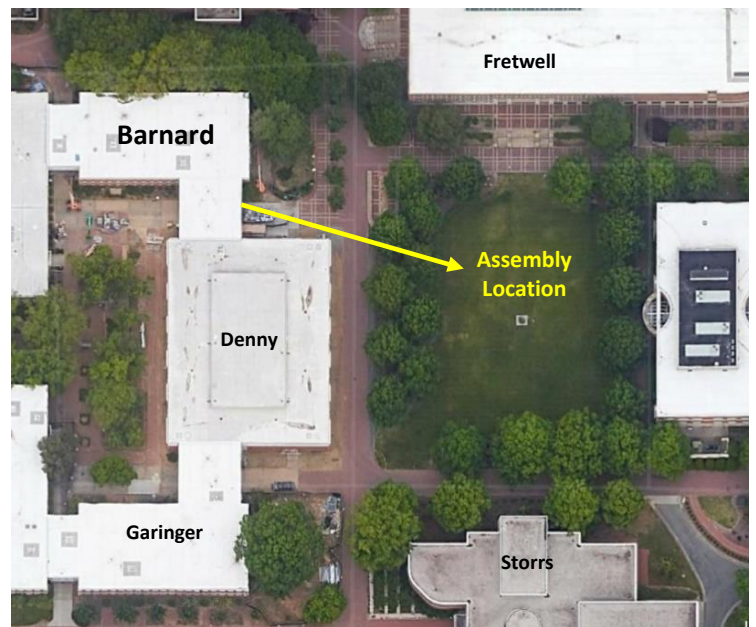 Fretwell
Barnard
Assembly
Location
Denny
Garinger
Storrs